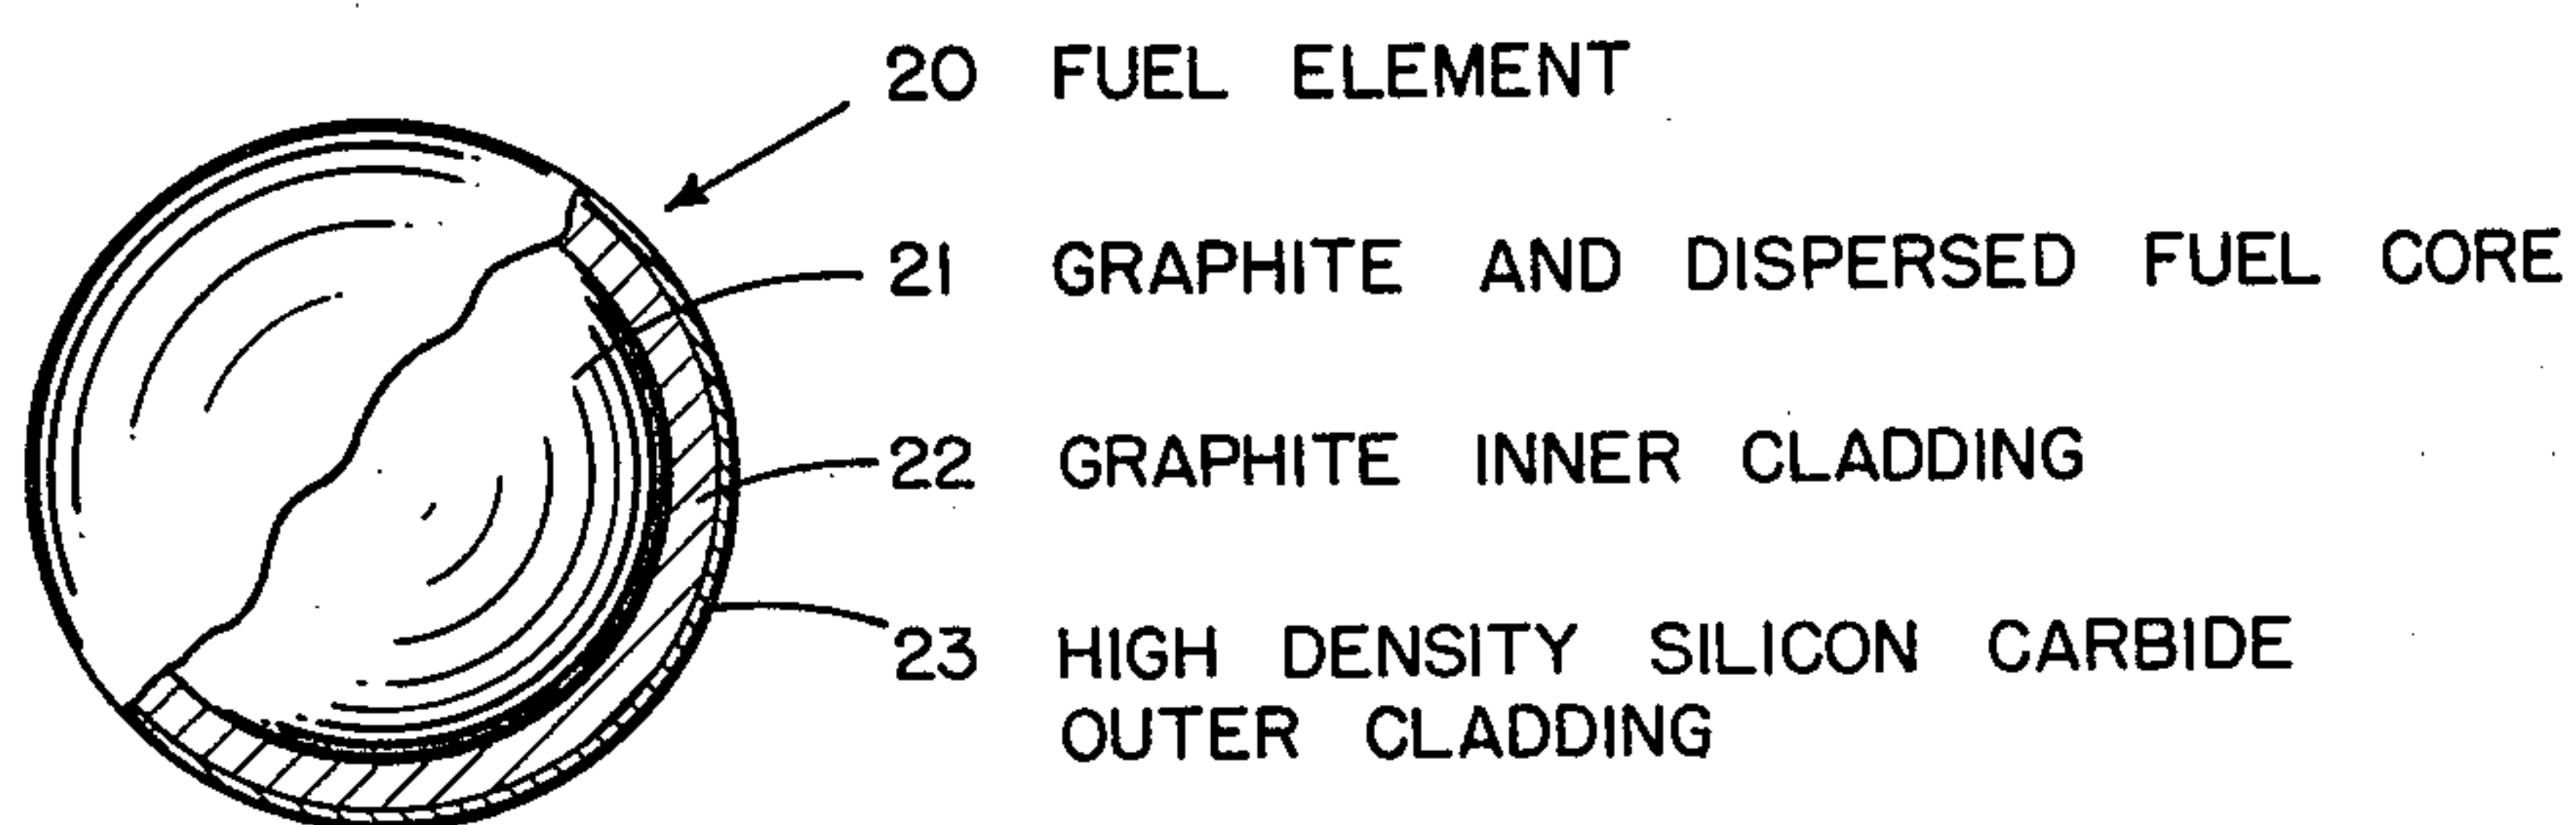 20 FUEL ELEMENT
21 GRAPHITE AND DISPERSED FUEL CORE
22 GRAPHITE INNER CLADDING
23 HIGH DENSITY SILICON CARBIDE
OUTER CLADDING